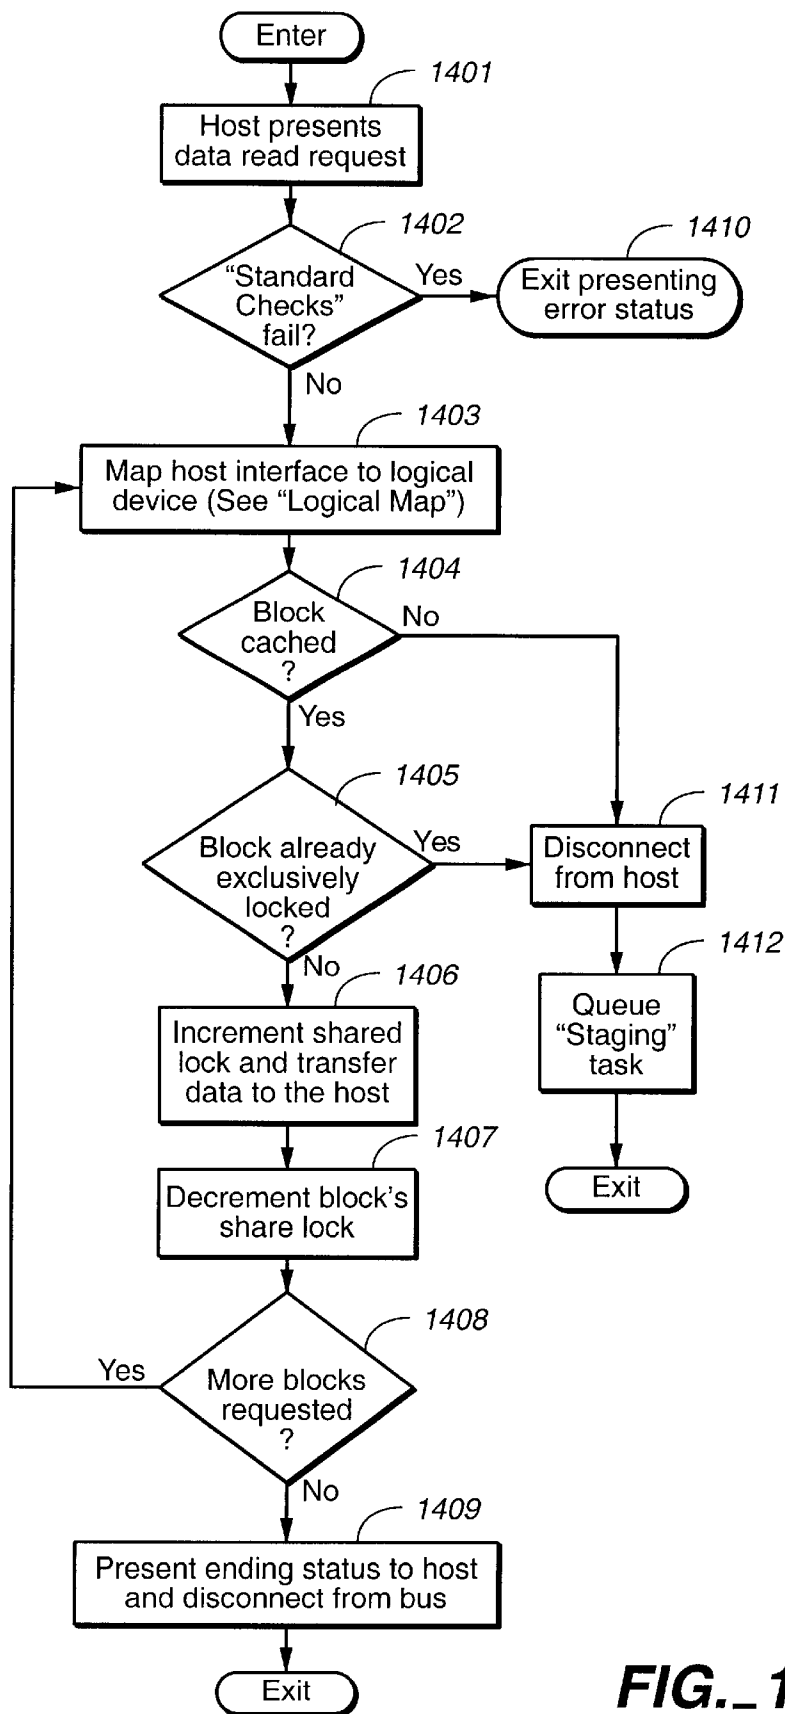 Enter
1401
Host presents
data read request
1402
1410
"Standard
Checks"
fail?
Yes
Exit presenting
error status
No
1403
Map host interface to logical
device (See "Logical Map")
1404
Block
cached
?
No
Yes
1405
1411
Block already
exclusively
locked
?
Yes
Disconnect
from host
No
1406
1412
Increment shared
lock and transfer
data to the host
Queue
"Staging"
task
1407
Decrement block's
share lock
Exit
1408
Yes
More blocks
requested
?
No
1409
Present ending status to host
and disconnect from bus
Exit
FIG._1